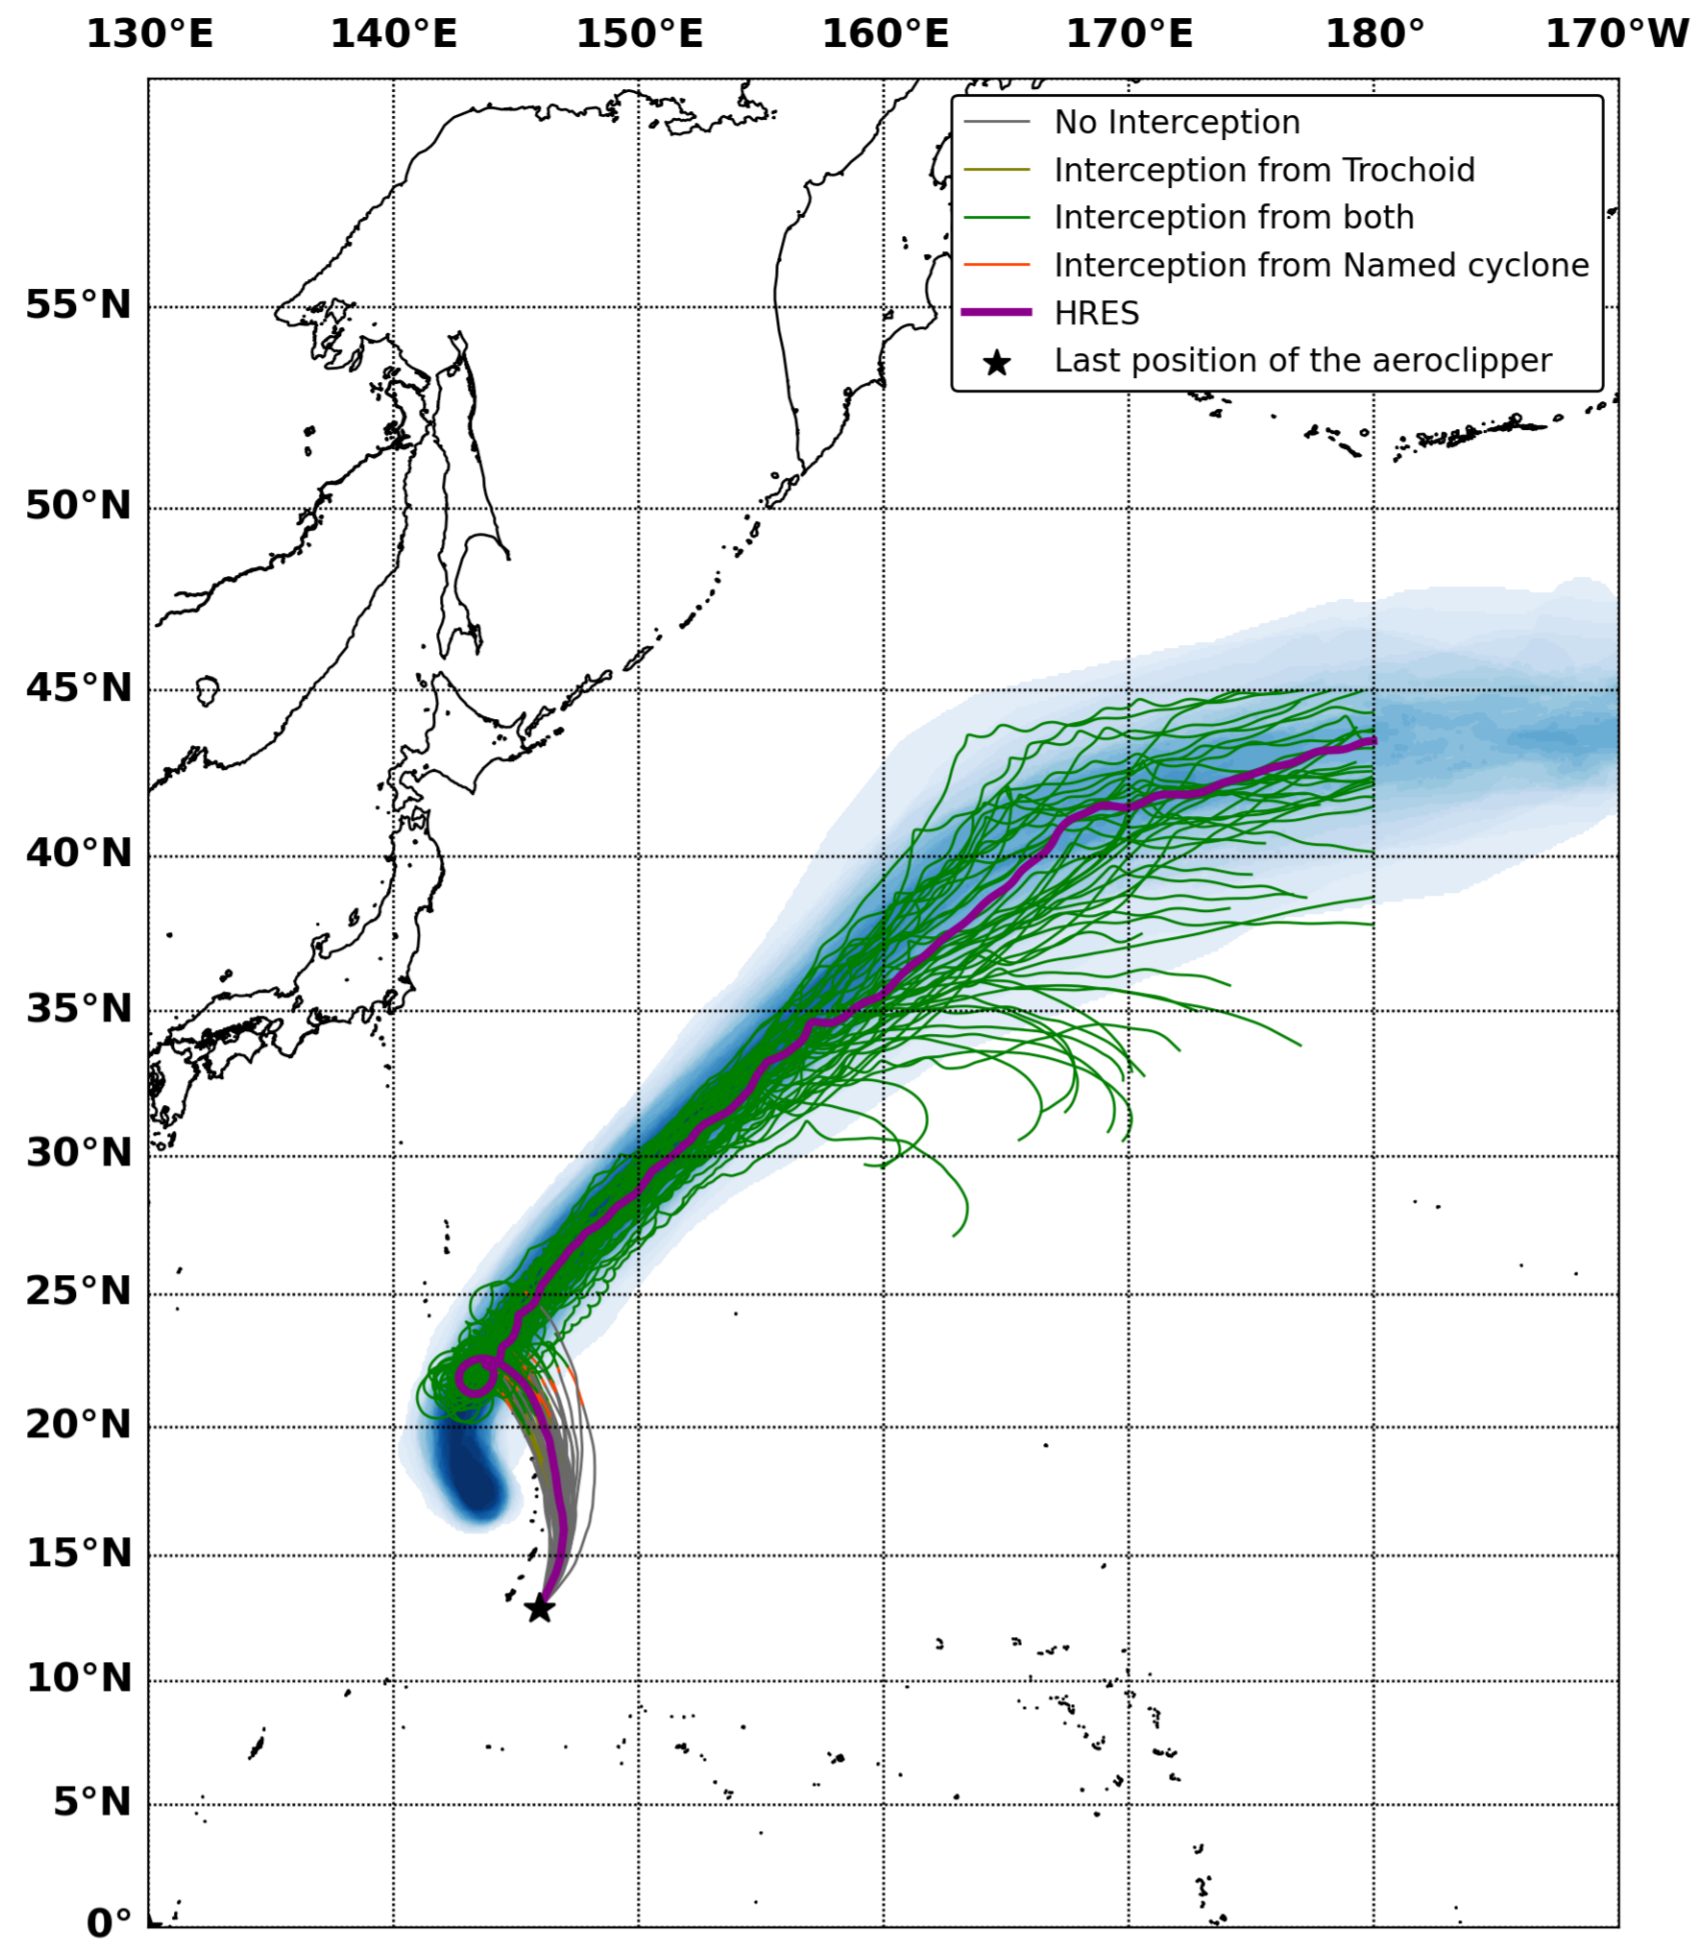 130°E 140°E 150°E 160°E 170°E 180° 170°W
No Interception
Interception from Trochoid
Interception from both
Interception from Named cyclone
HRES
Last position of the aeroclipper
55°N
50°N
45°N
40°N
35°N
30°N
25°N
20°N
15°N
10°N
5°N
0°